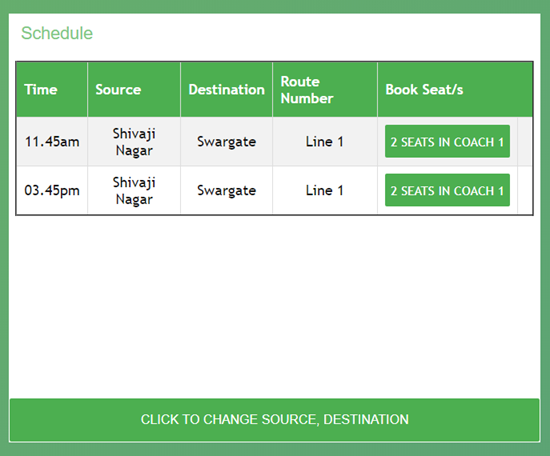 Schedule
Time Source Destination Route Number Book Seat/s
11.45am Shivaji Nagar Swargate Line 1 2 SEATS IN COACH 1
03.45pm Shivaji Nagar Swargate Line 1 2 SEATS IN COACH 1
CLICK TO CHANGE SOURCE, DESTINATION